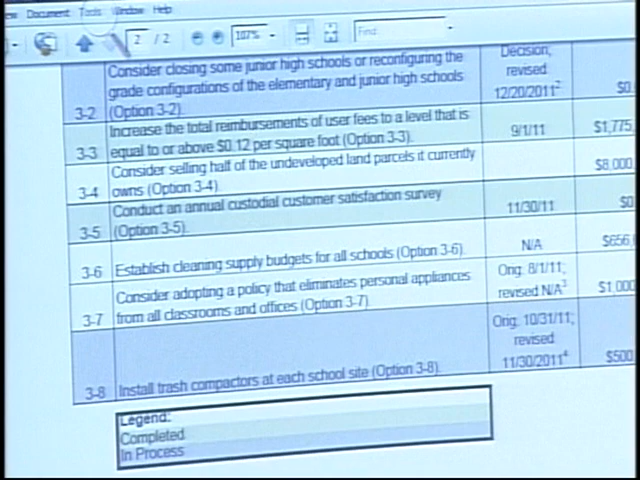 Document Tools Window Help
2 / 2 107% Find
3-2 Consider closing some junior high schools or reconfiguring the grade configurations of the elementary and junior high schools (Option 3-2). Decision, revised 12/20/2011² $0
3-3 Increase the total reimbursements of user fees to a level that is equal to or above $0.12 per square foot (Option 3-3). 9/1/11 $1,775,
3-4 Consider selling half of the undeveloped land parcels it currently owns (Option 3-4). $8,000
3-5 Conduct an annual custodial customer satisfaction survey (Option 3-5). 11/30/11 $0
3-6 Establish cleaning supply budgets for all schools (Option 3-6). N/A $656,
3-7 Consider adopting a policy that eliminates personal appliances from all classrooms and offices (Option 3-7). Orig. 8/1/11; revised N/A³ $1,000
3-8 Install trash compactors at each school site (Option 3-8). Orig. 10/31/11; revised 11/30/2011⁴ $500
Legend:
Completed
In Process